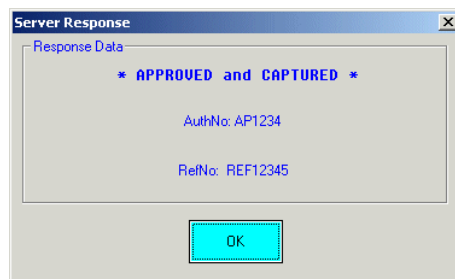 Server Response
Response Data
* APPROVED and CAPTURED *
AuthNo: AP1234
RefNo: REF12345
OK